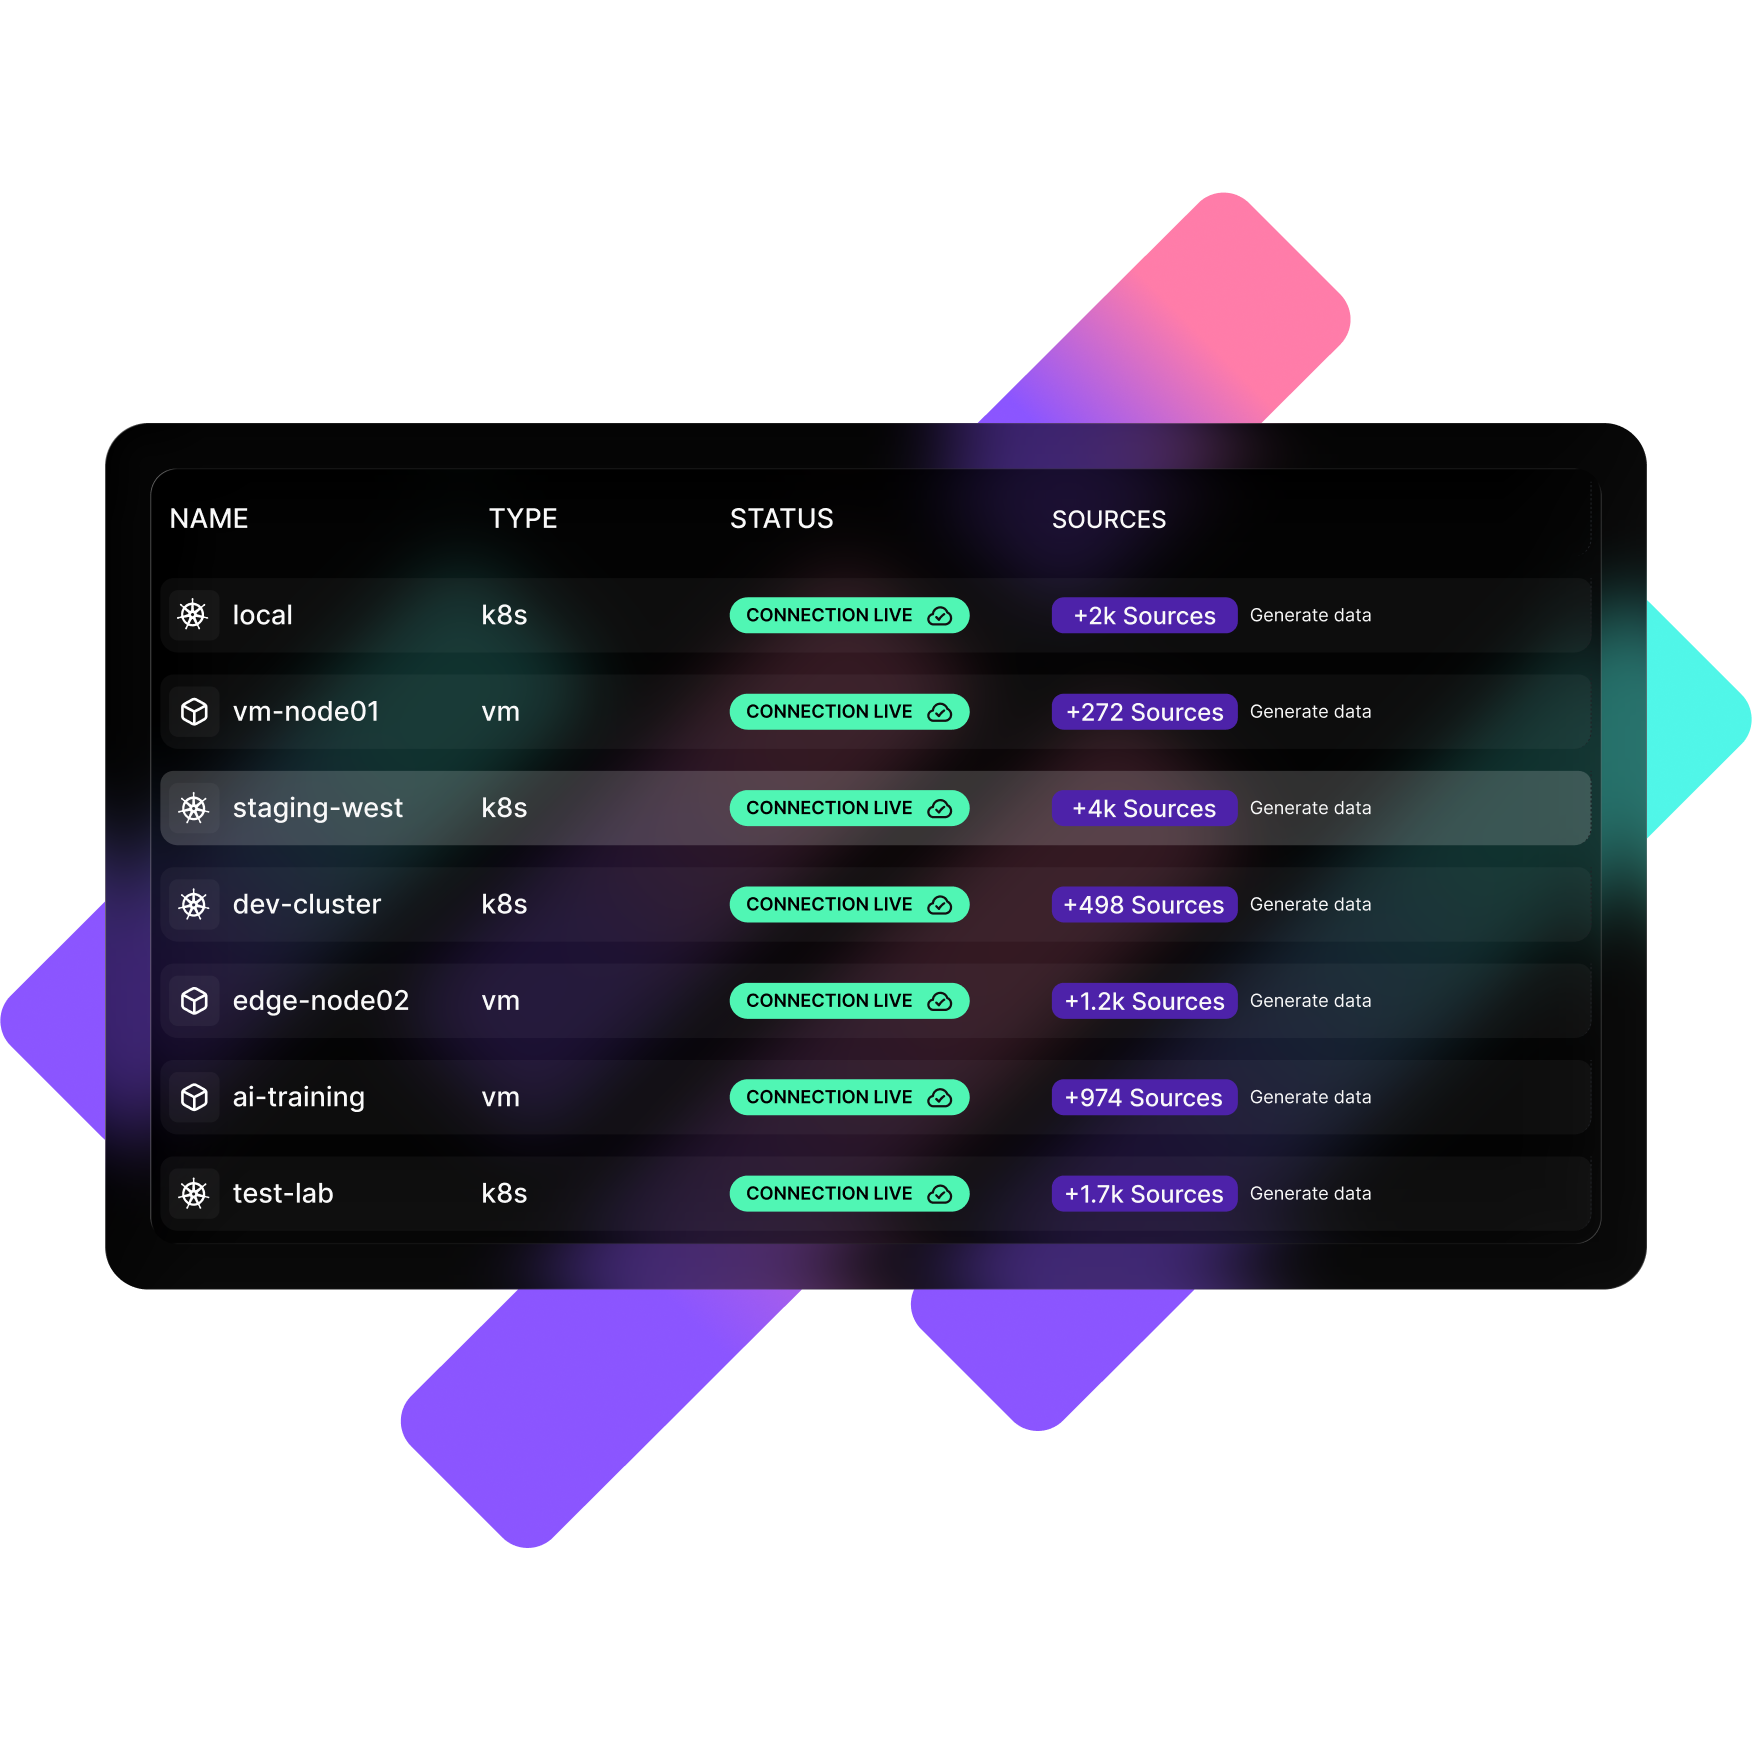 NAME TYPE STATUS SOURCES
local k8s CONNECTION LIVE +2k Sources Generate data
vm-node01 vm CONNECTION LIVE +272 Sources Generate data
staging-west k8s CONNECTION LIVE +4k Sources Generate data
dev-cluster k8s CONNECTION LIVE +498 Sources Generate data
edge-node02 vm CONNECTION LIVE +1.2k Sources Generate data
ai-training vm CONNECTION LIVE +974 Sources Generate data
test-lab k8s CONNECTION LIVE +1.7k Sources Generate data